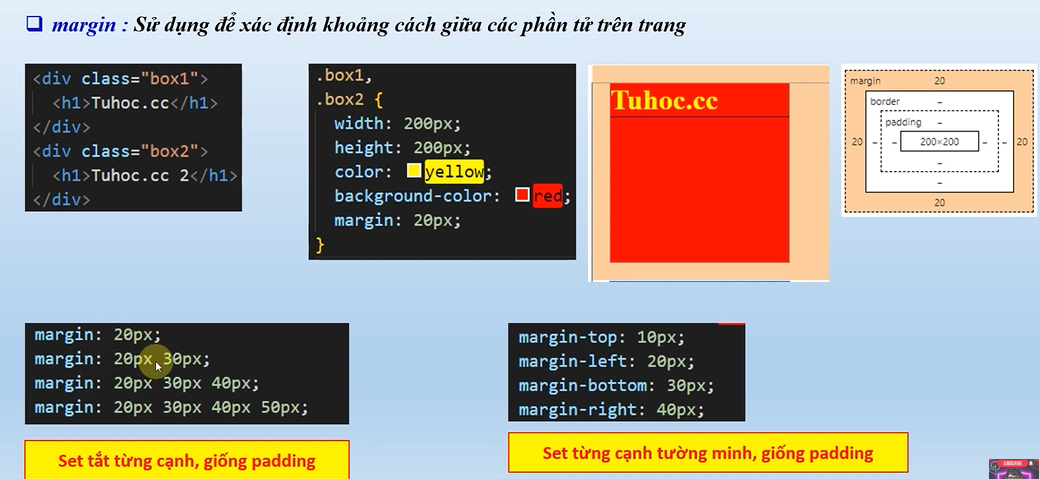 margin : Sử dụng để xác định khoảng cách giữa các phần tử trên trang
<div class="box1">
<h1>Tuhoc.cc</h1>
</div>
<div class="box2">
<h1>Tuhoc.cc 2</h1>
</div>
.box1,
.box2 {
width: 200px;
height: 200px;
color: yellow;
background-color: red;
margin: 20px;
}
Tuhoc.cc
margin 20
border -
padding -
20 - - 200×200 - - 20
-
-
20
margin: 20px;
margin: 20px 30px;
margin: 20px 30px 40px;
margin: 20px 30px 40px 50px;
Set tắt từng cạnh, giống padding
margin-top: 10px;
margin-left: 20px;
margin-bottom: 30px;
margin-right: 40px;
Set từng cạnh tường minh, giống padding